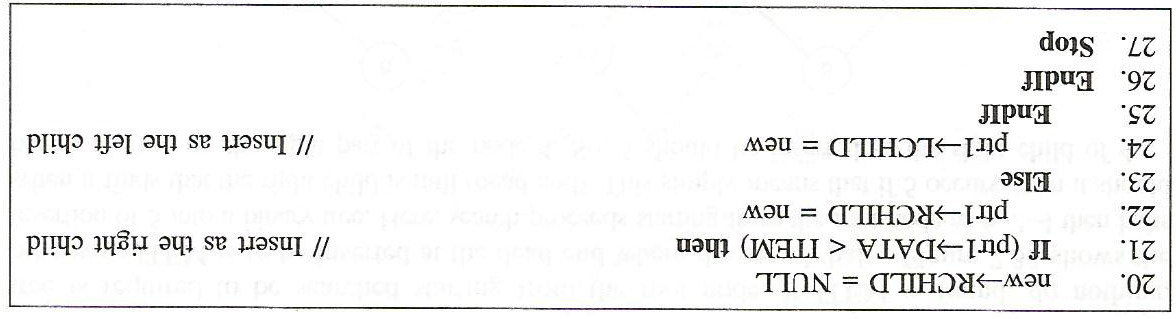 20. new→RCHILD = NULL
21. If (ptr1→DATA < ITEM) then // Insert as the right child
22. ptr1→RCHILD = new
23. Else
24. ptr1→LCHILD = new // Insert as the left child
25. EndIf
26. EndIf
27. Stop